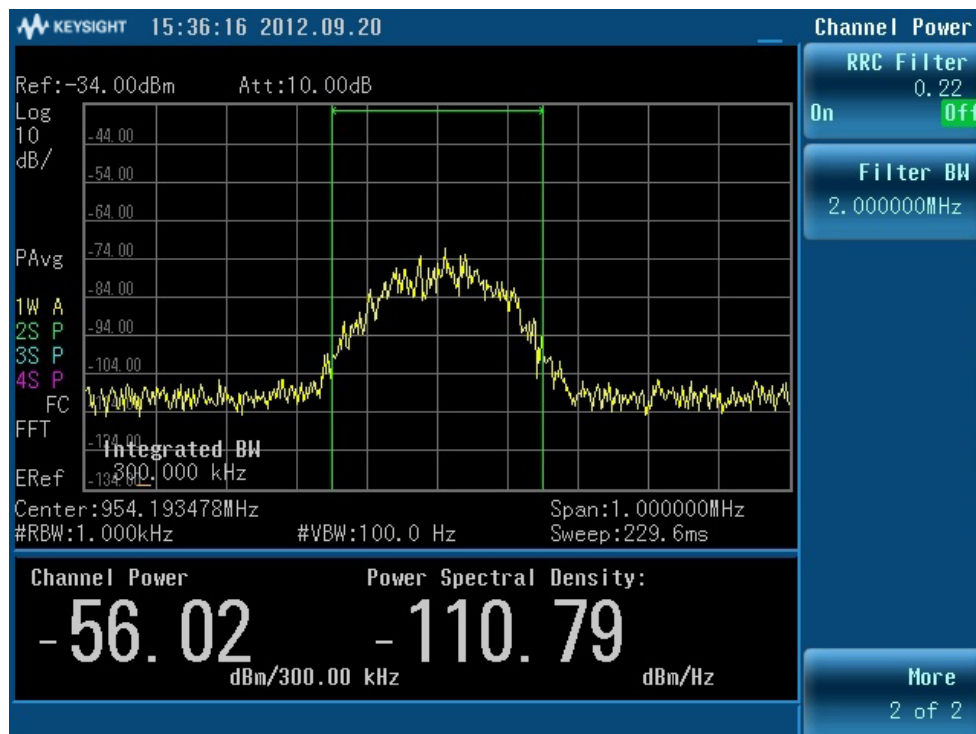 KEYSIGHT 15:36:16 2012.09.20
Channel Power
Ref:-34.00dBm Att:10.00dB
Log
10
dB/
-44.00
-54.00
-64.00
-74.00
-84.00
-94.00
-104.00
-134.00
PAvg
1W A
2S P
3S P
4S P
FC
FFT
ERef
Integrated BW
300.000 kHz
Center:954.193478MHz Span:1.000000MHz
#RBW:1.000kHz #VBW:100.0 Hz Sweep:229.6ms
Channel Power Power Spectral Density:
-56.02 -110.79
dBm/300.00 kHz dBm/Hz
RRC Filter
0.22
On Off
Filter BW
2.000000MHz
More
2 of 2